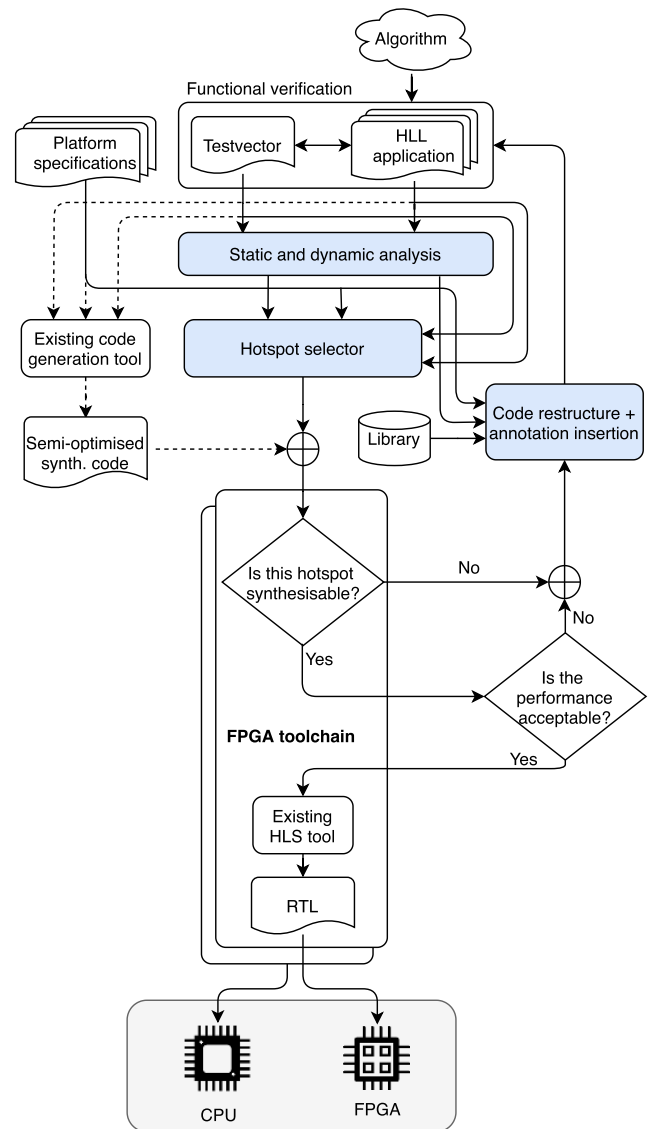 Algorithm
Functional verification
Platform
specifications
Testvector
HLL
application
Static and dynamic analysis
Existing code
generation tool
Hotspot selector
Code restructure +
annotation insertion
Library
Semi-optimised
synth. code
Is this hotspot
synthesisable?
No
No
Yes
Is the
performance
acceptable?
FPGA toolchain
Yes
Existing
HLS tool
RTL
CPU
FPGA